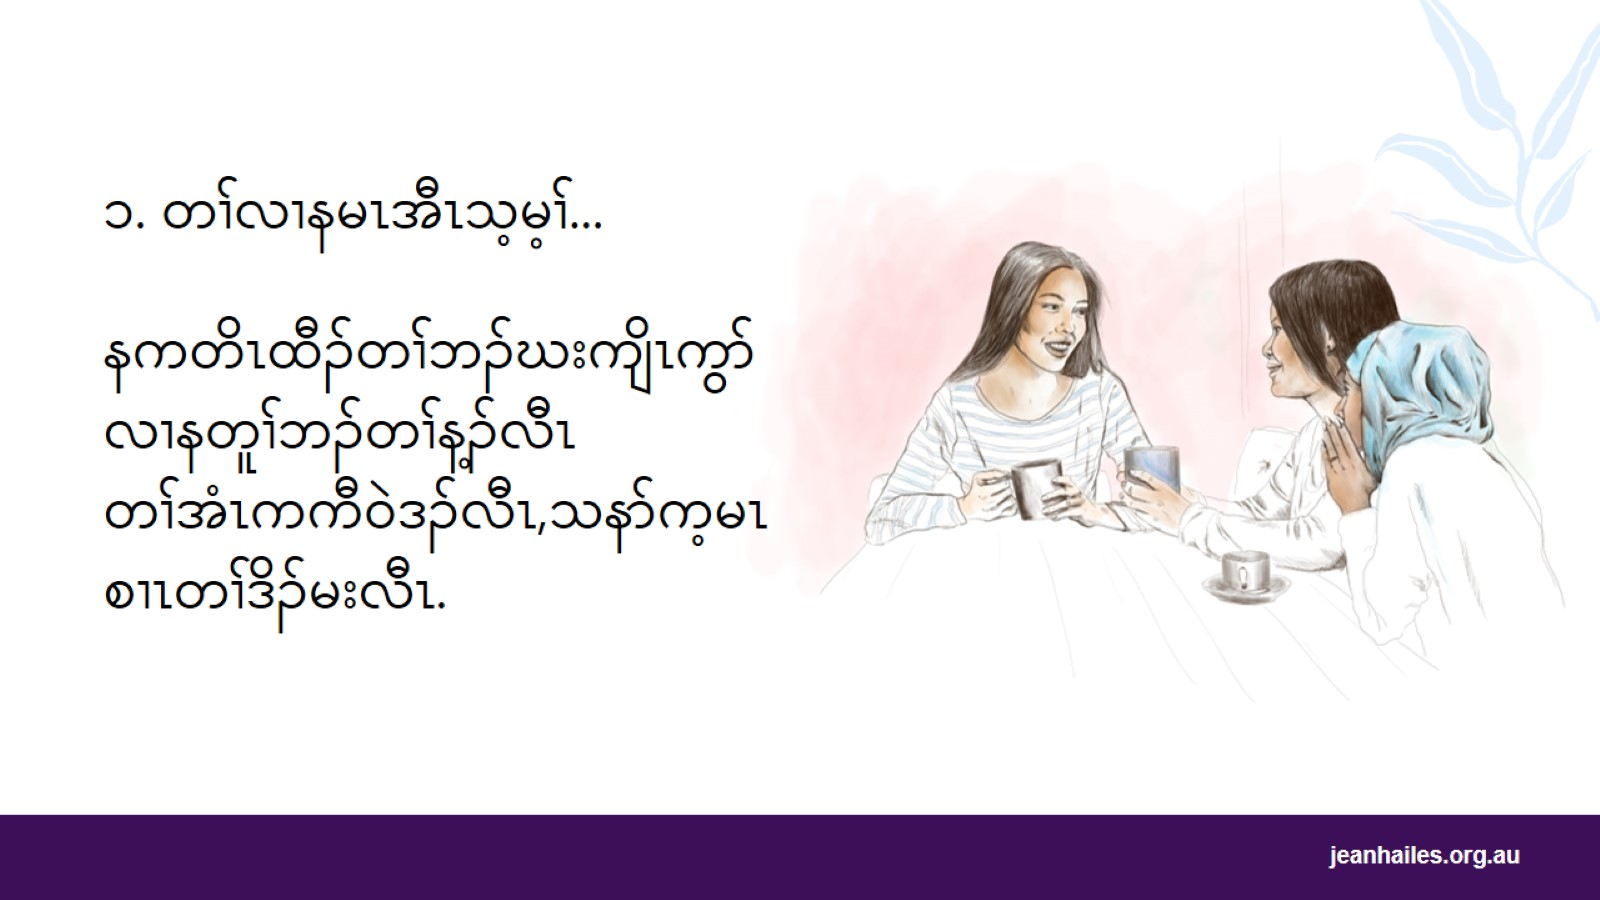 ၁. တၢ်လၢနမၤအီၤသ့မ့ၢ်...
နကတိၤထီၣ်တၢ်ဘၣ်ဃးကျိၤကွာ်
လၢနတူၢ်ဘၣ်တၢ်န့ၣ်လီၤ
တၢ်အံၤကကီဝဲဒၣ်လီၤ,သနာ်က့မၤ
စၢၤတၢ်ဒိၣ်မးလီၤ.
jeanhailes.org.au